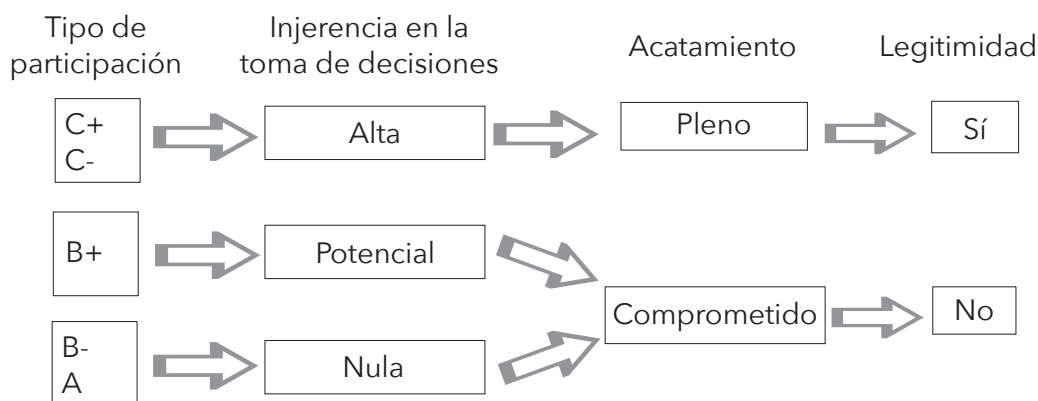 Tipo de
participación
Injerencia en la
toma de decisiones
Acatamiento
Legitimidad
C+
C-
Alta
Pleno
Sí
B+
Potencial
Comprometido
No
B-
A
Nula